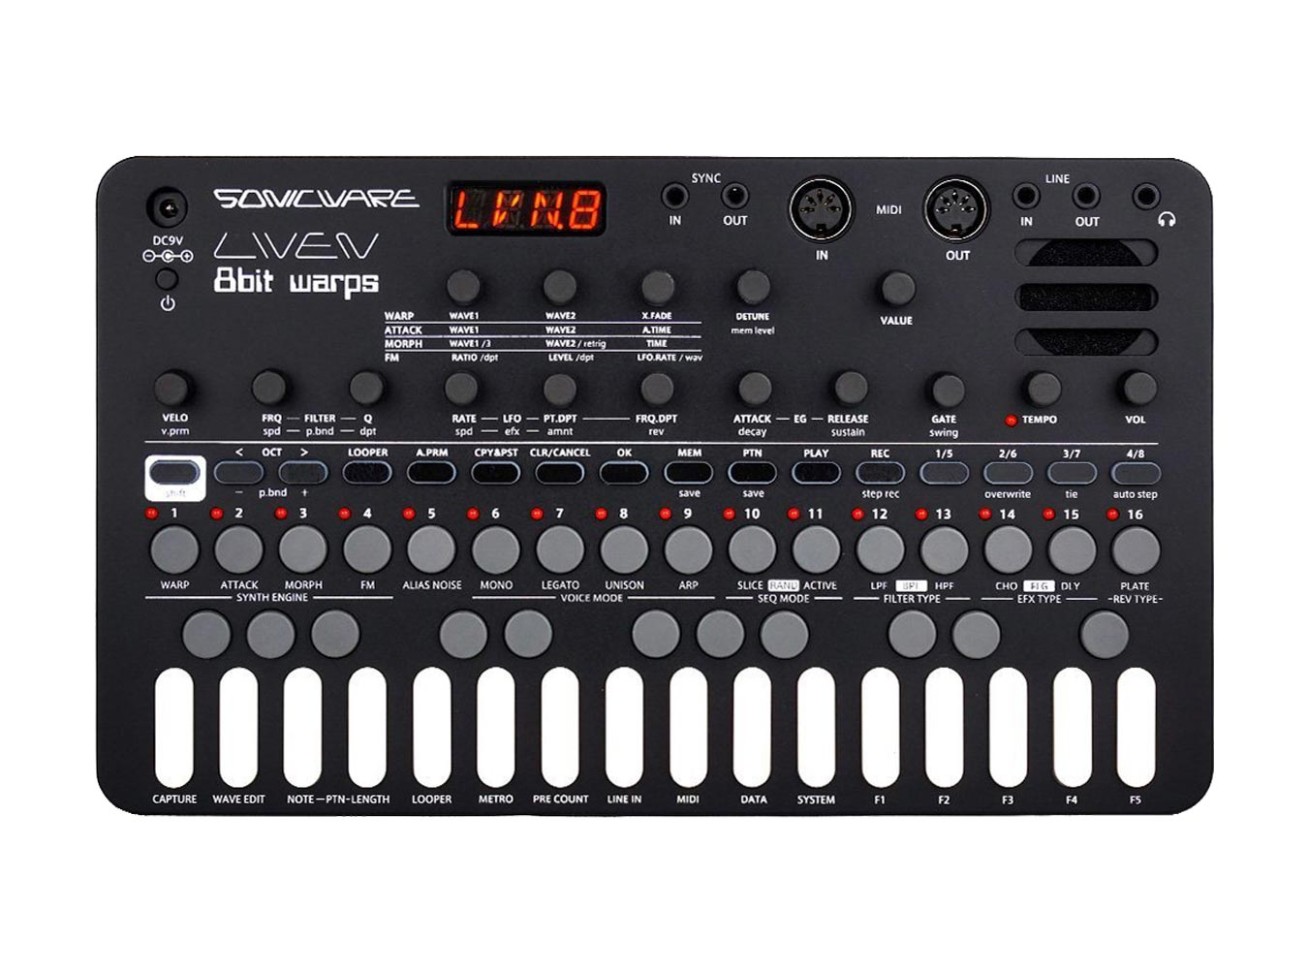 SONICWARE
LIVEN
8bit warps
LVN.8
DC9V
SYNC
IN OUT
MIDI
IN OUT
LINE
IN OUT
WARP WAVE1 WAVE2 X.FADE
ATTACK WAVE1 WAVE2 A.TIME
MORPH WAVE1 /3 WAVE2 / retrig TIME
FM RATIO /dpt LEVEL /dpt LFO.RATE / wav
DETUNE
mem level
VALUE
VELO FRQ — FILTER — Q RATE — LFO — PT.DPT — FRQ.DPT ATTACK — EG — RELEASE GATE TEMPO VOL
v.prm spd — p.bnd — dpt spd — efx — amnt rev decay sustain swing
< OCT > LOOPER A.PRM CPY&PST CLR/CANCEL OK MEM PTN PLAY REC 1/5 2/6 3/7 4/8
shift − p.bnd + save save step rec overwrite tie auto step
1 2 3 4 5 6 7 8 9 10 11 12 13 14 15 16
WARP ATTACK MORPH FM ALIAS NOISE MONO LEGATO UNISON ARP SLICE RAND ACTIVE LPF BPF HPF CHO FLG DLY PLATE
SYNTH ENGINE VOICE MODE SEQ MODE FILTER TYPE EFX TYPE -REV TYPE-
CAPTURE WAVE EDIT NOTE —PTN-LENGTH LOOPER METRO PRE COUNT LINE IN MIDI DATA SYSTEM F1 F2 F3 F4 F5